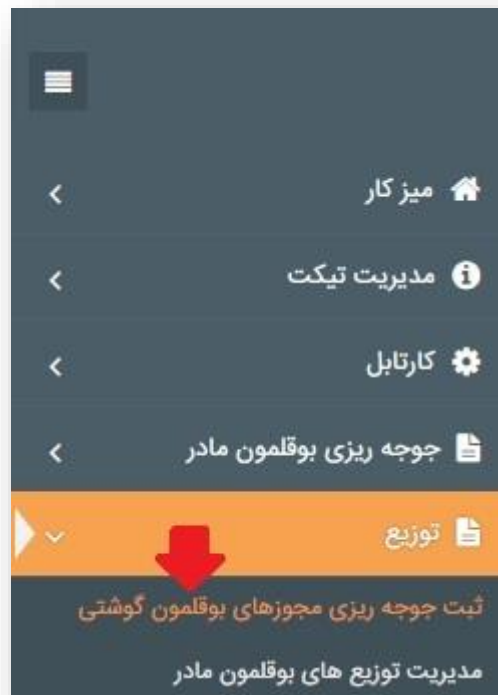 میز کار
مدیریت تیکت
کارتابل
جوجه ریزی بوقلمون مادر
توزیع
ثبت جوجه ریزی مجوزهای بوقلمون گوشتی
مدیریت توزیع های بوقلمون مادر